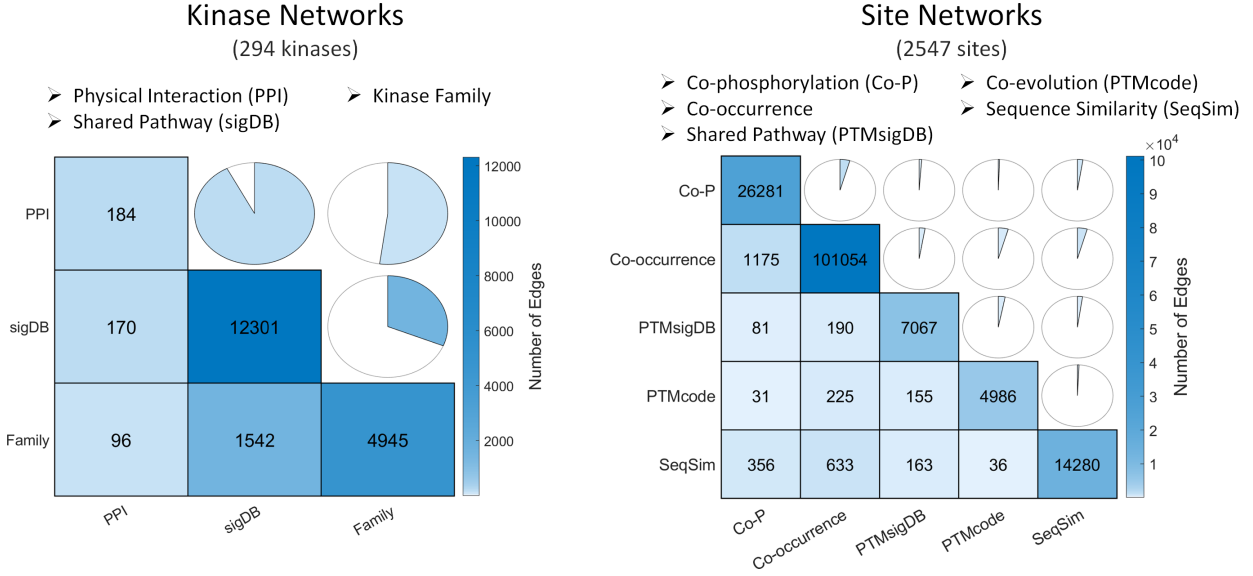 Kinase Networks
(294 kinases)
➢ Physical Interaction (PPI)
➢ Kinase Family
➢ Shared Pathway (sigDB)
PPI
184
sigDB
170
12301
Family
96
1542
4945
PPI
sigDB
Family
12000
10000
8000
6000
4000
2000
Number of Edges
Site Networks
(2547 sites)
➢ Co-phosphorylation (Co-P)
➢ Co-evolution (PTMcode)
➢ Co-occurrence
➢ Sequence Similarity (SeqSim)
➢ Shared Pathway (PTMsigDB)
Co-P
26281
Co-occurrence
1175
101054
PTMsigDB
81
190
7067
PTMcode
31
225
155
4986
SeqSim
356
633
163
36
14280
Co-P
Co-occurrence
PTMsigDB
PTMcode
SeqSim
×10⁴
10
9
8
7
6
5
4
3
2
1
Number of Edges